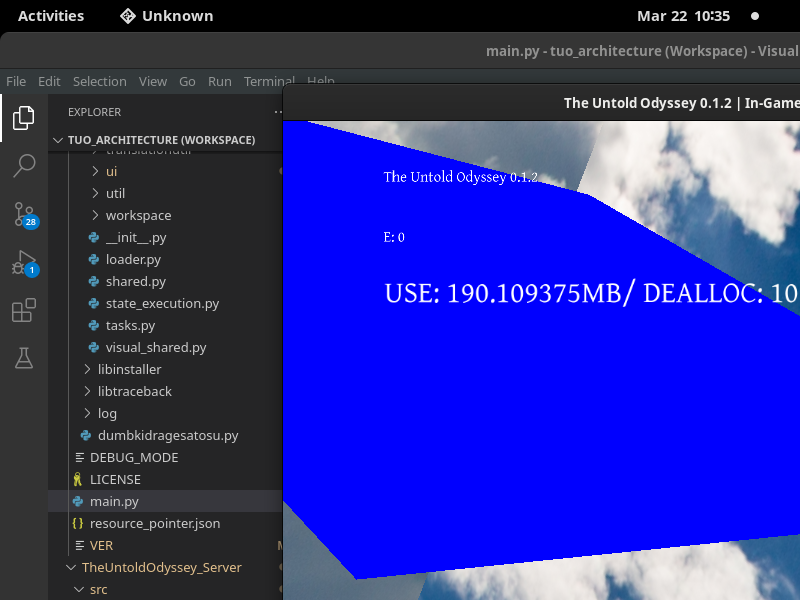 Activities Unknown Mar 22 10:35
main.py - tuo_architecture (Workspace) - Visual
File Edit Selection View Go Run Terminal Help
EXPLORER
The Untold Odyssey 0.1.2 | In-Game
TUO_ARCHITECTURE (WORKSPACE)
translationutil
ui
util
workspace
__init__.py
loader.py
shared.py
state_execution.py
tasks.py
visual_shared.py
libinstaller
libtraceback
log
dumbkidragesatosu.py
DEBUG_MODE
LICENSE
main.py
resource_pointer.json
VER
TheUntoldOdyssey_Server
src
28
1
The Untold Odyssey 0.1.2
E: 0
USE: 190.109375MB/ DEALLOC: 10